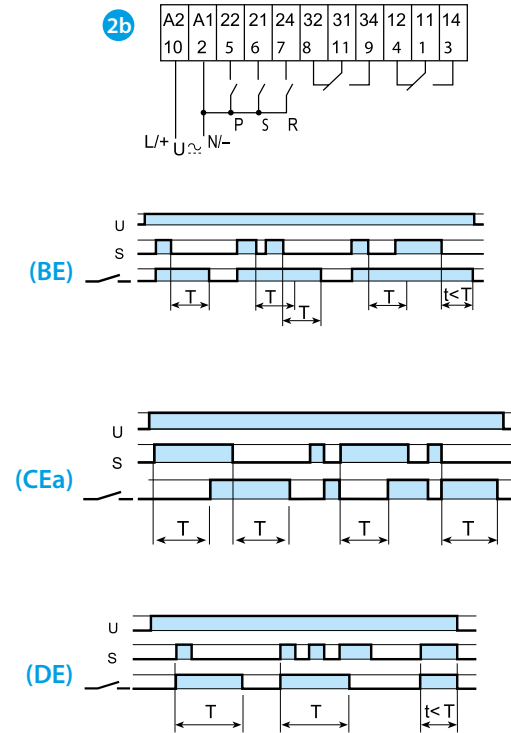 2b
A2 A1 22 21 24 32 31 34 12 11 14
10 2 5 6 7 8 11 9 4 1 3
P S R
L/+ U N/–
U
S
(BE)
T T T t<T
T
U
S
(CEa)
T T T T
U
S
(DE)
T T t<T